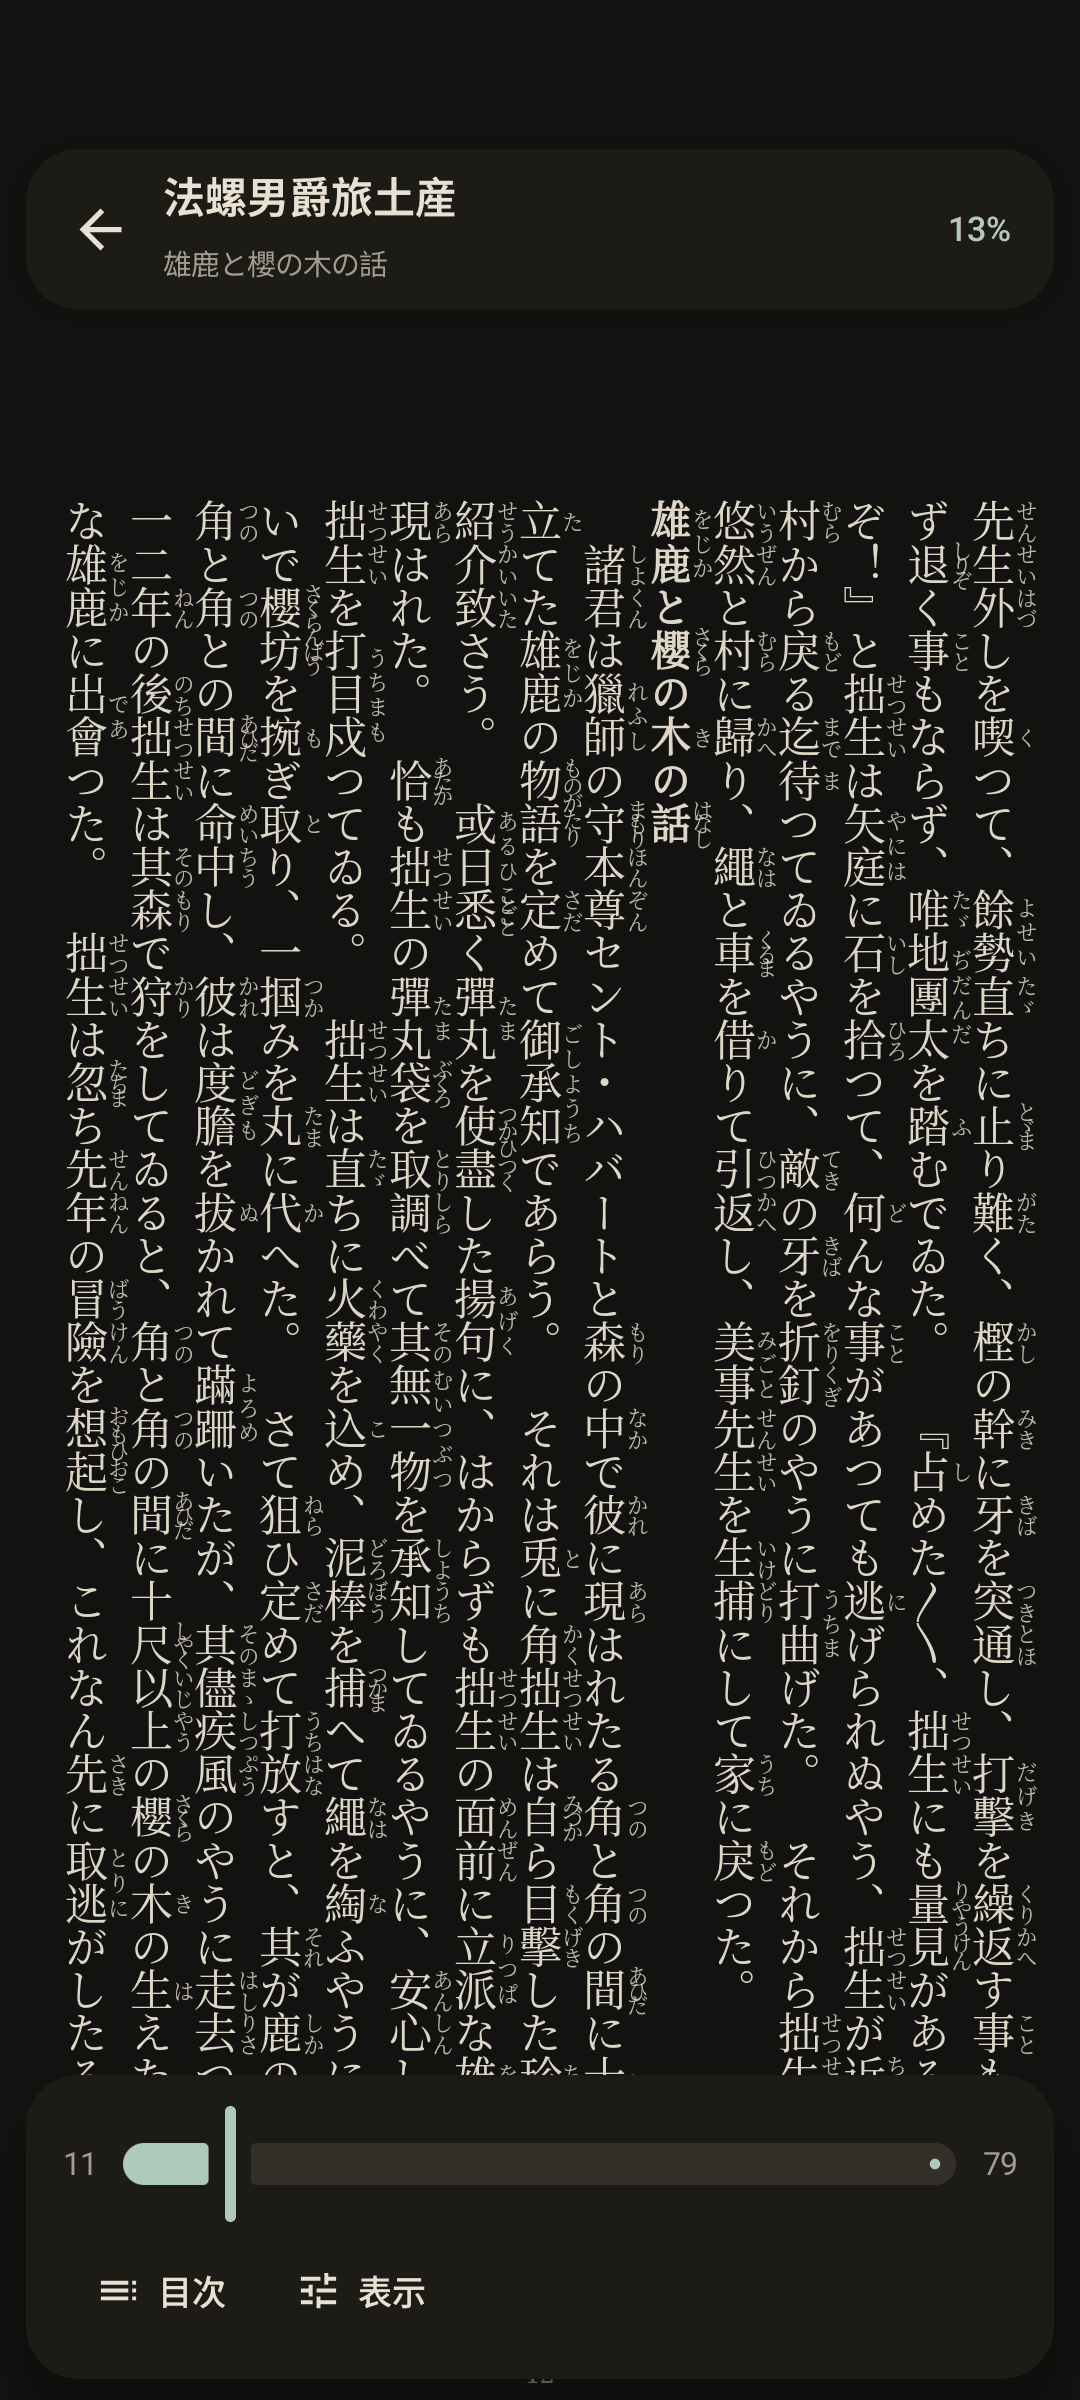 法螺男爵旅土産
雄鹿と櫻の木の話
13%
先生外しを喫つて、餘勢直ちに止り難く、樫の幹に牙を突通し、打擊を繰返す事も
ず退く事もならず、唯地團太を踏むでゐた。『占めた〱、拙生にも量見がある
ぞ！』と拙生は矢庭に石を拾つて、何んな事があつても逃げられぬやう、拙生が近
村から戾る迄待つてゐるやうに、敵の牙を折釘のやうに打曲げた。それから拙生
悠然と村に歸り、繩と車を借りて引返し、美事先生を生捕にして家に戾つた。
雄鹿と櫻の木の話
諸君は獵師の守本尊セント・ハバートと森の中で彼に現はれたる角と角の間に十
立てた雄鹿の物語を定めて御承知であらう。それは兎に角拙生は自ら目擊した珍
紹介致さう。或日悉く彈丸を使盡した揚句に、はからずも拙生の面前に立派な雄
現はれた。恰も拙生の彈丸袋を取調べて其無一物を承知してゐるやうに、安心し
拙生を打目戍つてゐる。拙生は直ちに火藥を込め、泥棒を捕へて繩を綯ふやうに
いで櫻坊を捥ぎ取り、一掴みを丸に代へた。さて狙ひ定めて打放すと、其が鹿の
角と角との間に命中し、彼は度膽を拔かれて蹣跚いたが、其儘疾風のやうに走去つ
一二年の後拙生は其森で狩をしてゐると、角と角の間に十尺以上の櫻の木の生えた
な雄鹿に出會つた。拙生は忽ち先年の冒險を想起し、これなん先に取逃がしたる
11
79
目次
表示